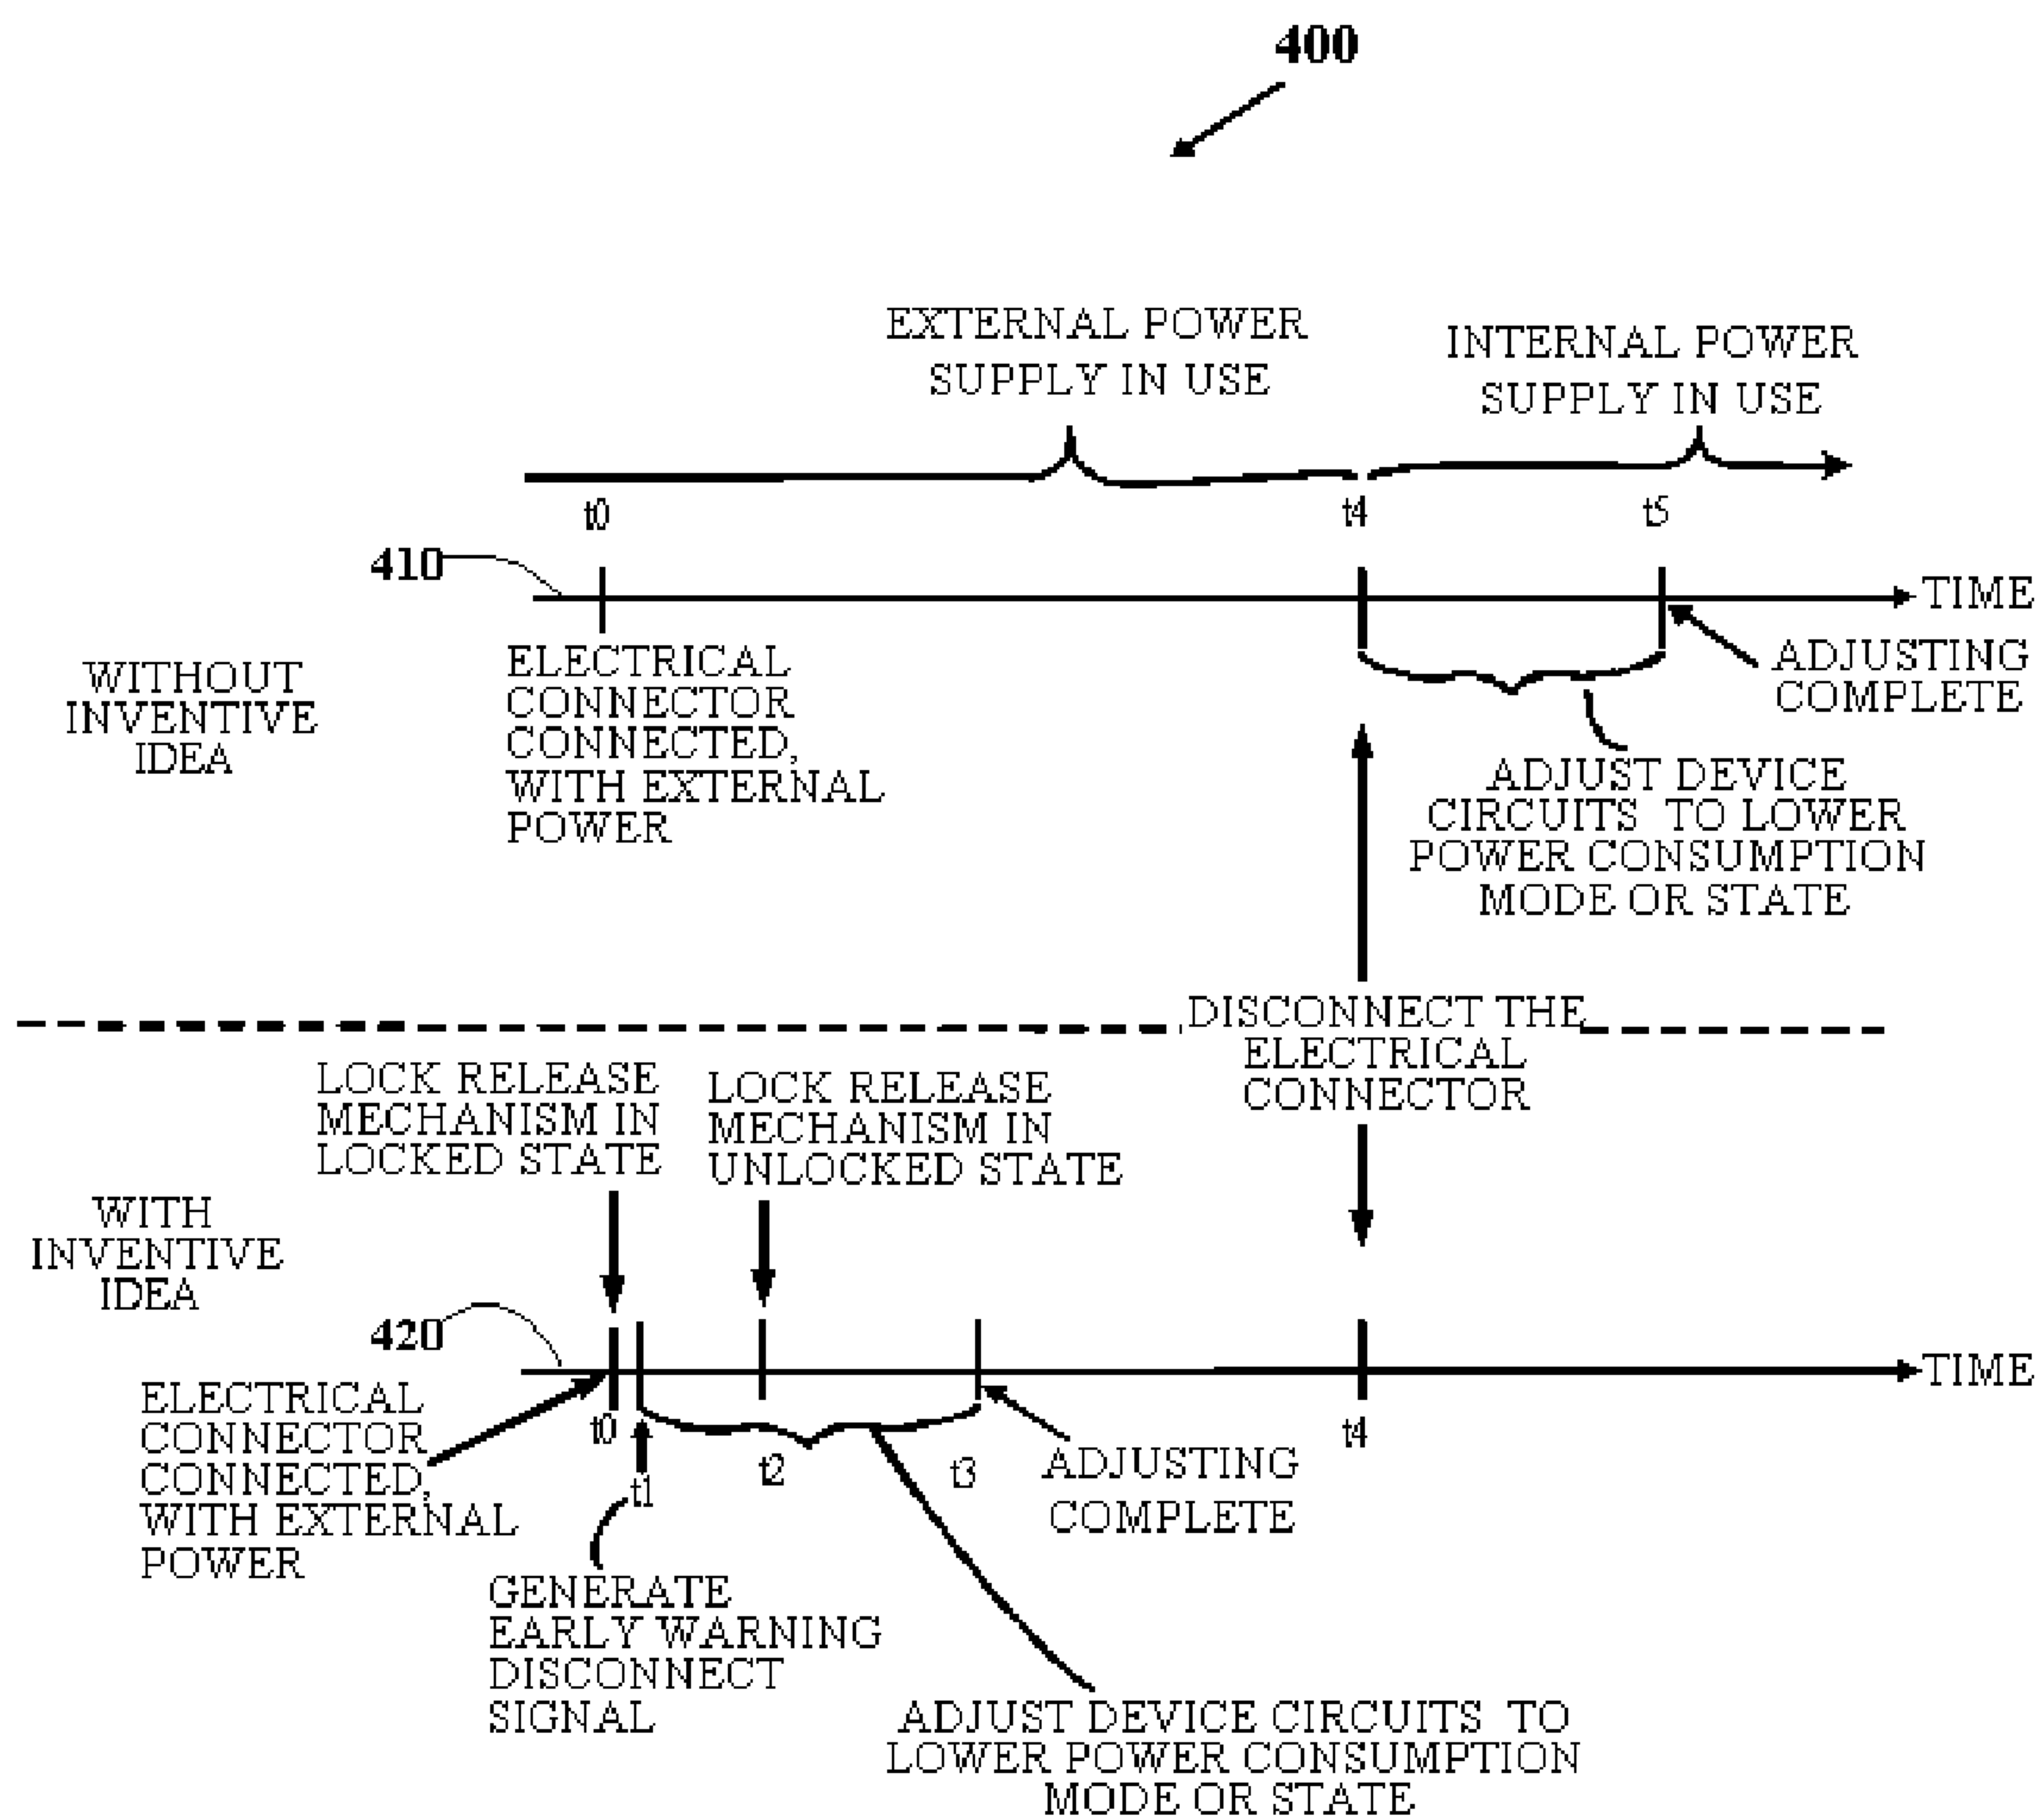 400
EXTERNAL POWER
SUPPLY IN USE
INTERNAL POWER
SUPPLY IN USE
t0
t4
t5
410
TIME
WITHOUT
INVENTIVE
IDEA
ELECTRICAL
CONNECTOR
CONNECTED,
WITH EXTERNAL
POWER
ADJUSTING
COMPLETE
ADJUST DEVICE
CIRCUITS TO LOWER
POWER CONSUMPTION
MODE OR STATE
DISCONNECT THE
ELECTRICAL
CONNECTOR
LOCK RELEASE
MECHANISM IN
LOCKED STATE
LOCK RELEASE
MECHANISM IN
UNLOCKED STATE
WITH
INVENTIVE
IDEA
420
TIME
ELECTRICAL
CONNECTOR
CONNECTED,
WITH EXTERNAL
POWER
t0
t1
t2
t3
t4
ADJUSTING
COMPLETE
GENERATE
EARLY WARNING
DISCONNECT
SIGNAL
ADJUST DEVICE CIRCUITS TO
LOWER POWER CONSUMPTION
MODE OR STATE